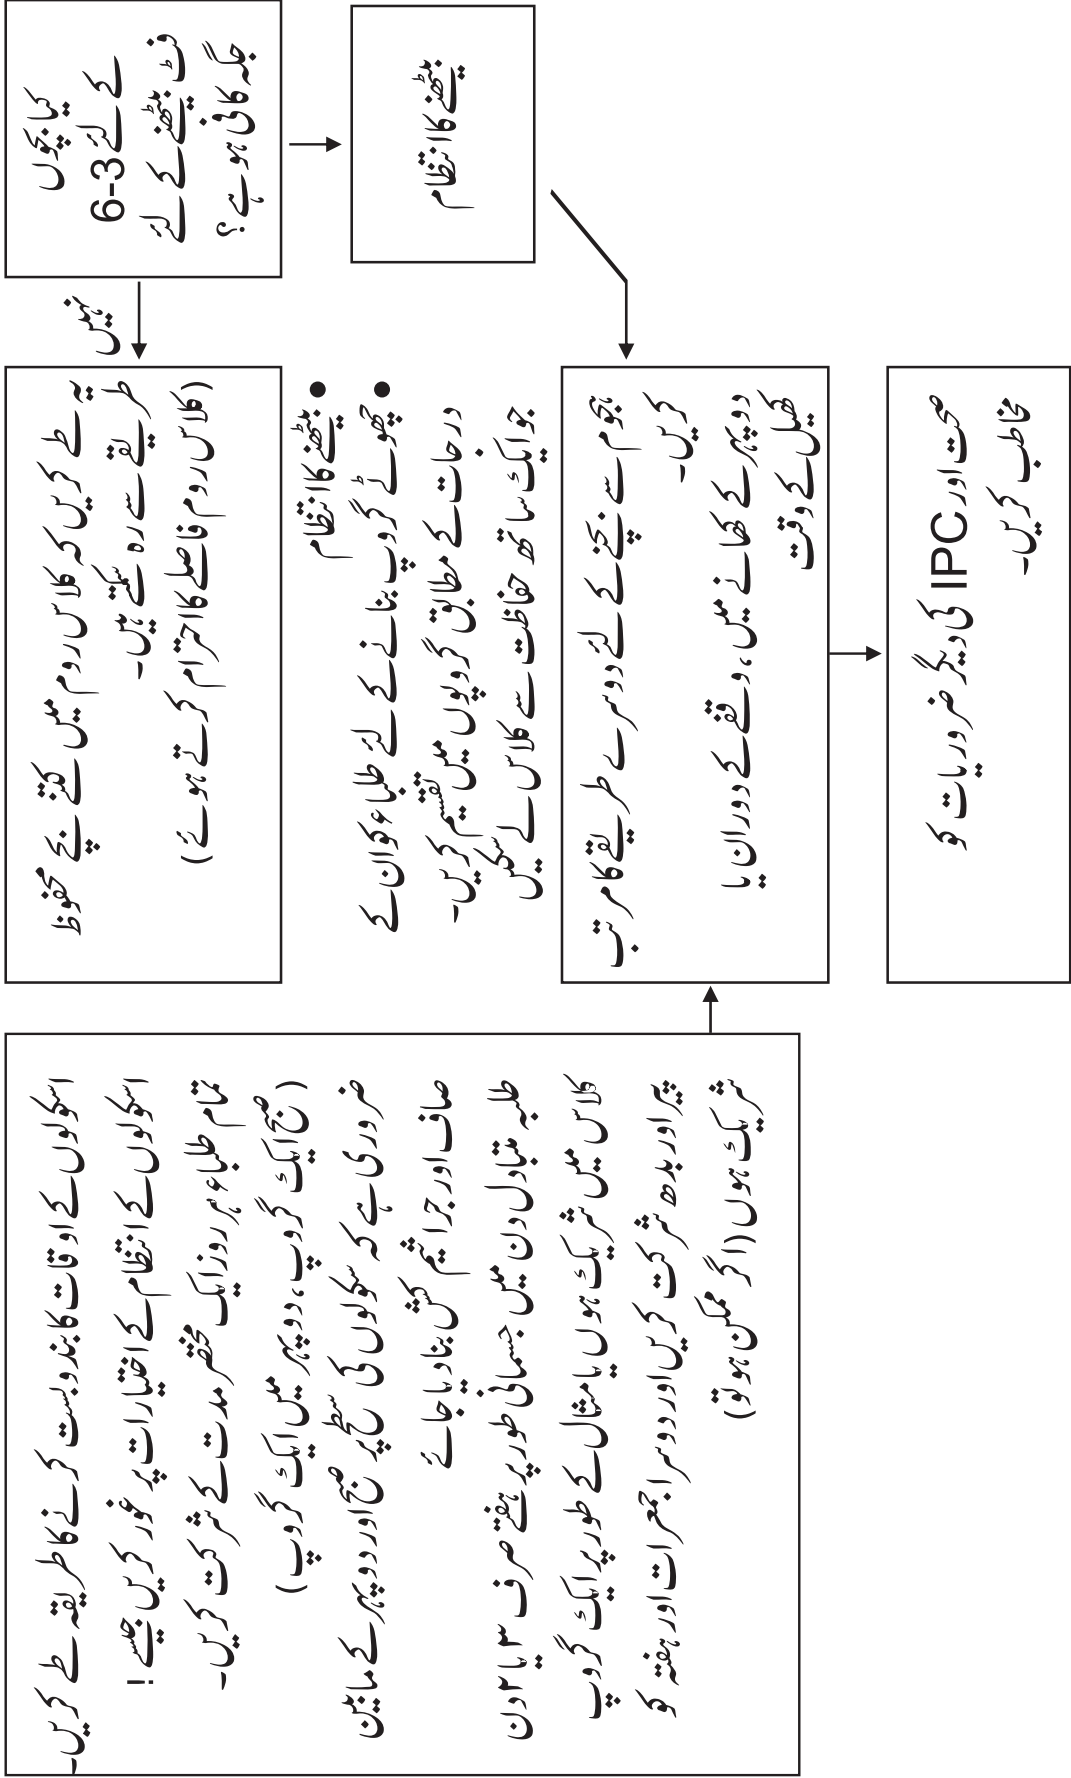 کیا بچوں
کے لئے 3-6
فٹ بیٹھنے کے لئے
جگہ کافی ہو ہے؟
بیٹھنے کا انتظام
نہیں
یہ طے کریں کہ کلاس روم میں کتنے بچے محفوظ
طریقے سے رہ سکتے ہیں۔
(کلاس روم فاصلے کا احترام کرتے ہوئے)
● بیٹھنے کا انتظام
● چھوٹے گروپ بنانے کے لئے طلباء کو ان کے
درجات کے مطابق گروپوں میں تقسیم کریں۔
جو ایک ساتھ حفاظت سے کلاس لے سکیں
ہجوم سے بچنے کے لئے دوسرے طریقے کا مرتب
کریں۔
دوپہر کے کھانے میں، وقفے کے دوران یا
کھیل کے وقت
صحت اور IPC کی دیگر ضروریات کو
مخاطب کریں۔
اسکولوں کے اوقات کا بندوبست کرنے کا طریقہ طے کریں۔
اسکولوں کے انتظام کے اختیارات پر غور کریں جیسے!
تمام طلباء ہر روز ایک مختصر مدت کے شرکت کریں۔
(صبح ایک گروپ، دوپہر میں ایک گروپ)
ضروری ہے کہ سکولوں کی سطح پر صبح اور دوپہر کے مابین
صاف اور جراثیم کش بنا دیا جائے
طلبہ متبادل دن میں جسمانی طور پر ہفتے صرف ۳ یا ۲ دن
کلاس میں شریک ہوں یا مثال کے طور پر ایک گروپ
پیر اور بدھ شرکت کریں اور دوسرا جمعرات اور ہفتہ کو
شریک ہوں (اگر ممکن ہو تو)